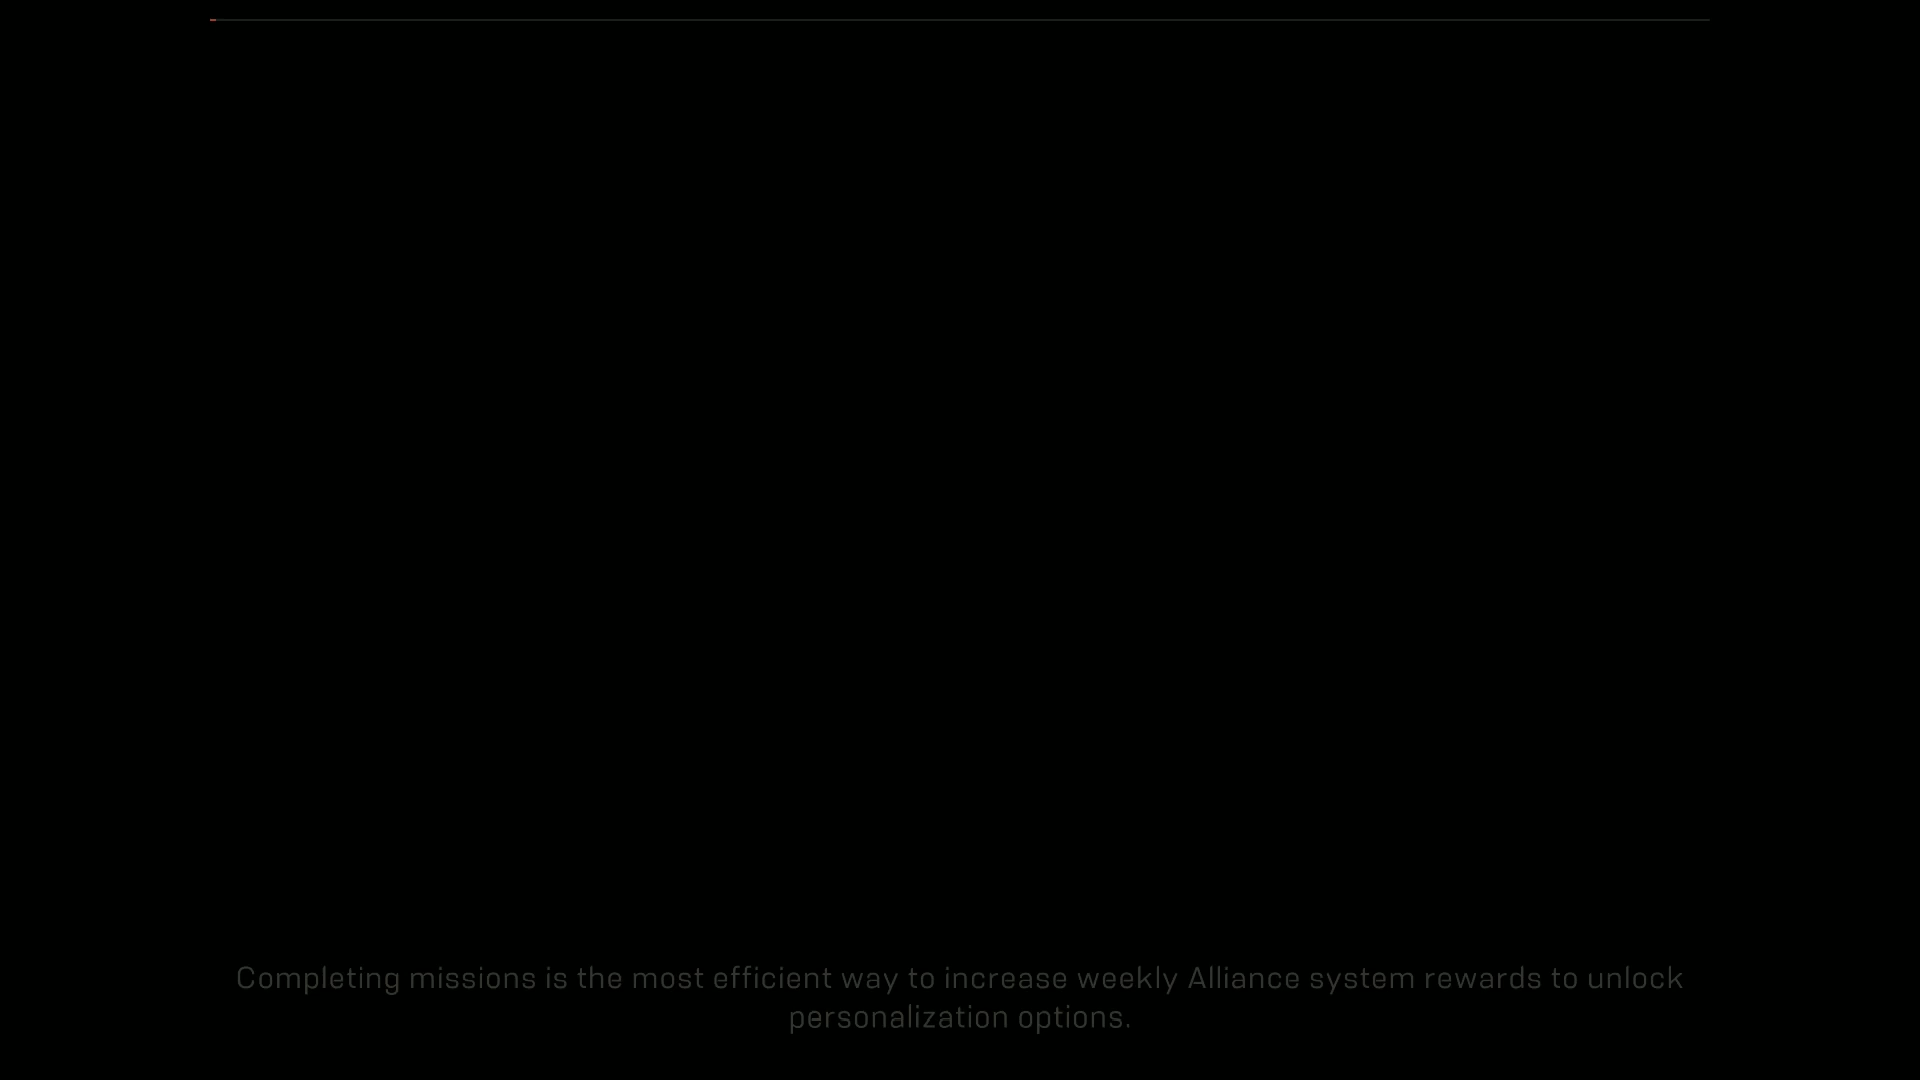 Completing missions is the most efficient way to increase weekly Alliance system rewards to unlock
personalization options.